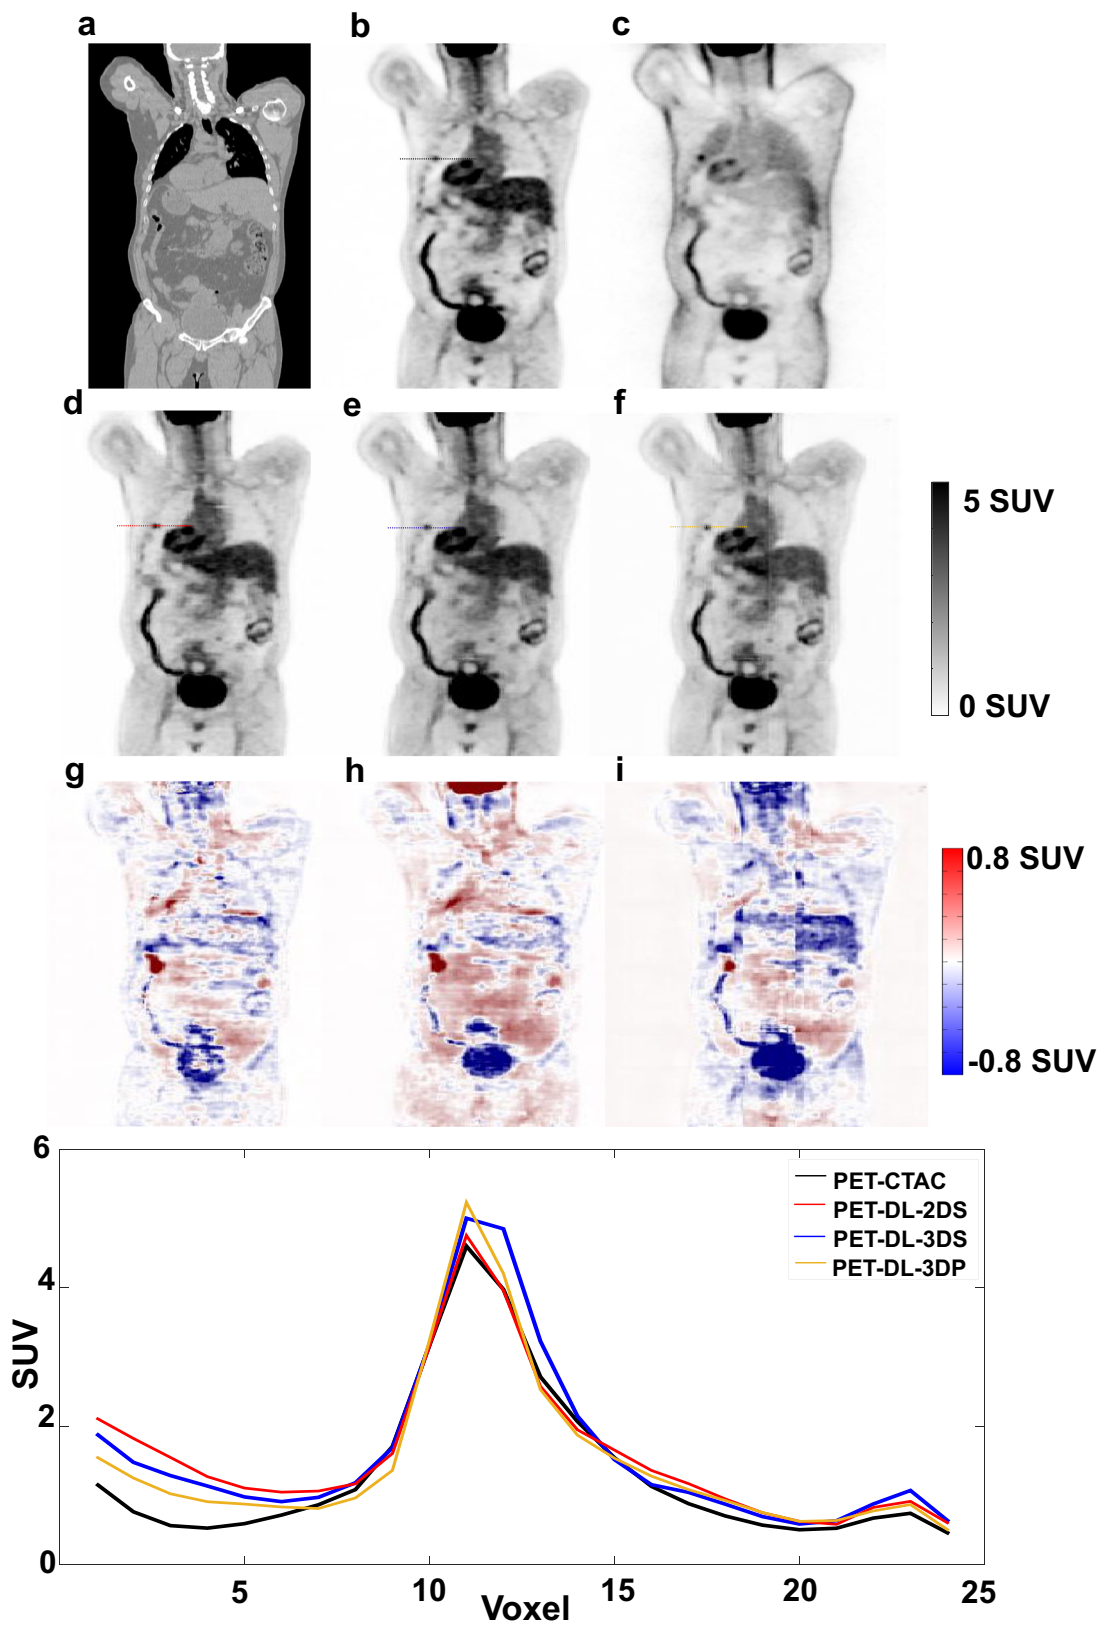 a b c
d e f
5 SUV
0 SUV
g h i
0.8 SUV
-0.8 SUV
6
4
2
0
SUV
PET-CTAC
PET-DL-2DS
PET-DL-3DS
PET-DL-3DP
5 10 15 20 25
Voxel